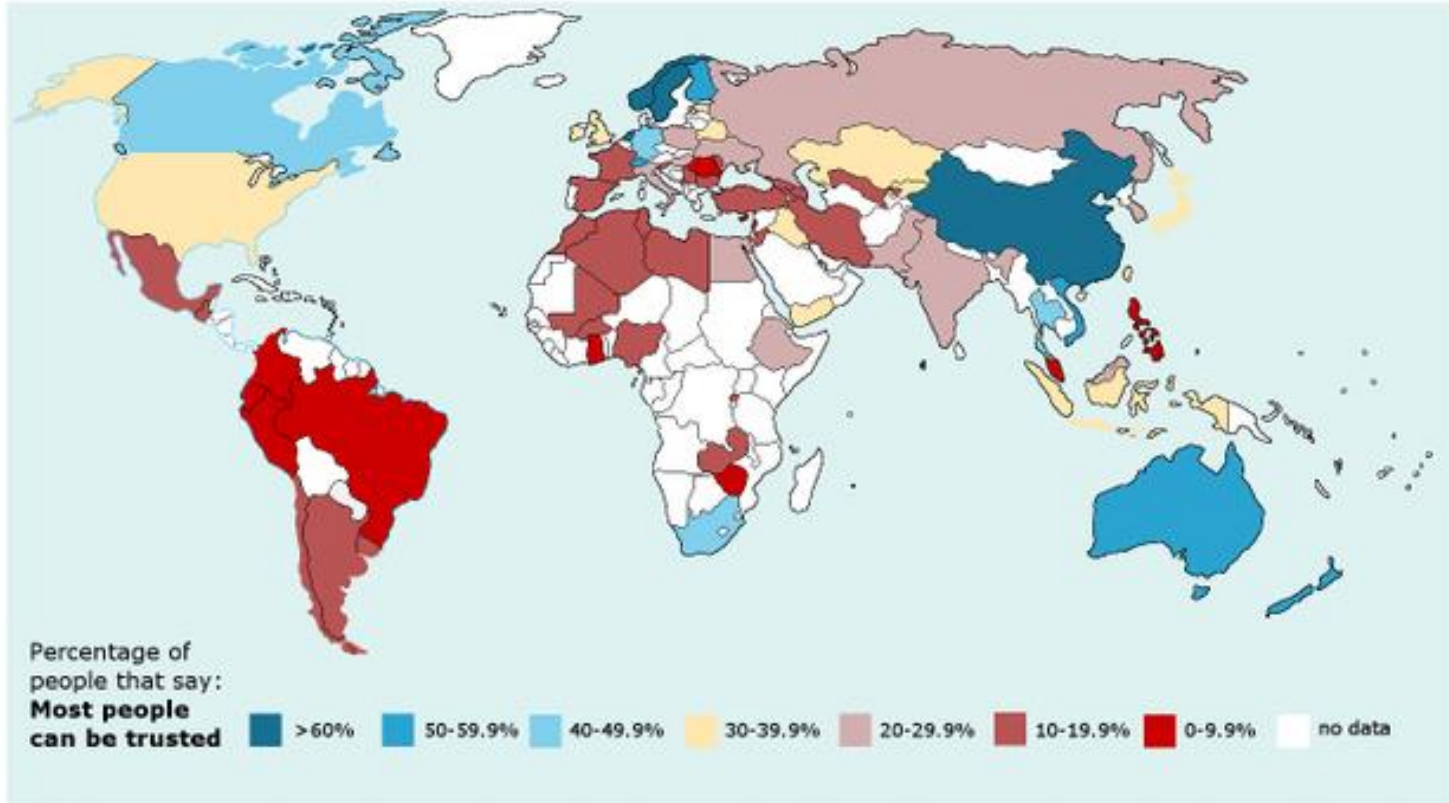 Percentage of
people that say:
Most people
can be trusted
>60%
50-59.9%
40-49.9%
30-39.9%
20-29.9%
10-19.9%
0-9.9%
no data